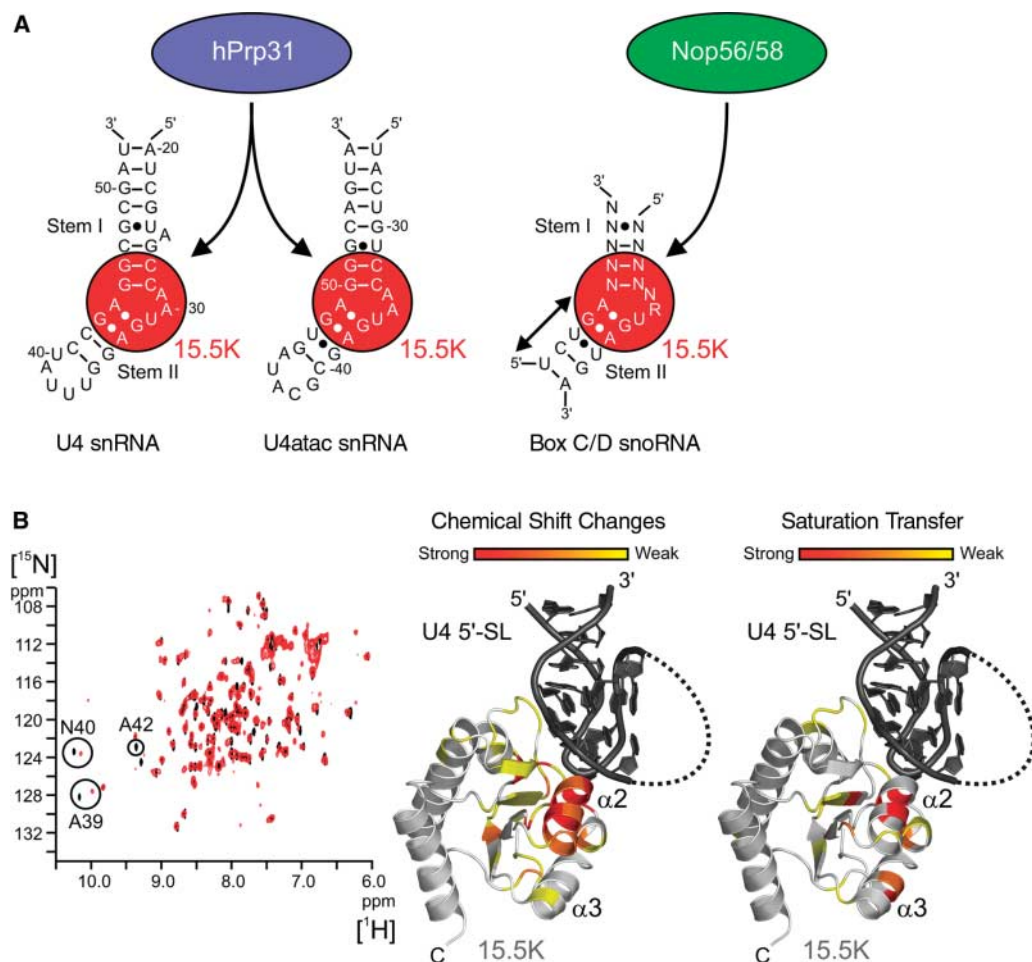 A
hPrp31
Nop56/58
3' 5'
U A -20
A U
50- G C
C G
Stem I G U A
C G
G C
G C A
A A -30
G A G U
C G
C G
40- U G
A U U U
15.5K
Stem II
U4 snRNA
3' 5'
A U
U A
G C
A U
C G -30
G U
G C
50- G C A
A A
G A G U
U G -40
G C
A G
U A C
15.5K
U4atac snRNA
3'
N 5'
Stem I N N
N N
N N
N N N
A R
G A G U
U U
C G
5' U A
3'
15.5K
Stem II
Box C/D snoRNA
B
[15N]
ppm
108
112
116
120
124
128
132
N40
A42
A39
10.0 9.0 8.0 7.0 6.0
ppm
[1H]
Chemical Shift Changes
Strong Weak
5' 3'
U4 5'-SL
α2
α3
C 15.5K
Saturation Transfer
Strong Weak
5' 3'
U4 5'-SL
α2
α3
C 15.5K